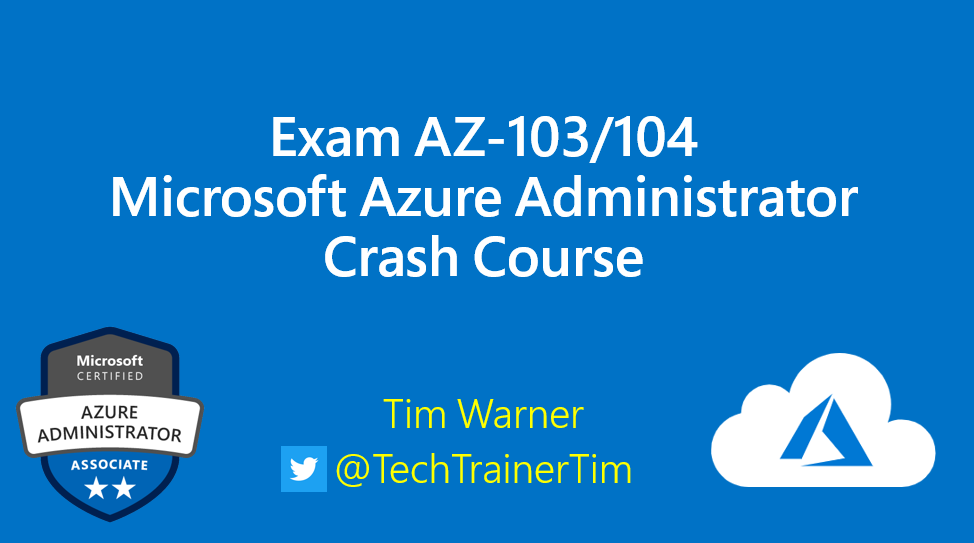 Exam AZ-103/104
Microsoft Azure Administrator
Crash Course
Microsoft
CERTIFIED
AZURE
ADMINISTRATOR
ASSOCIATE
Tim Warner
@TechTrainerTim